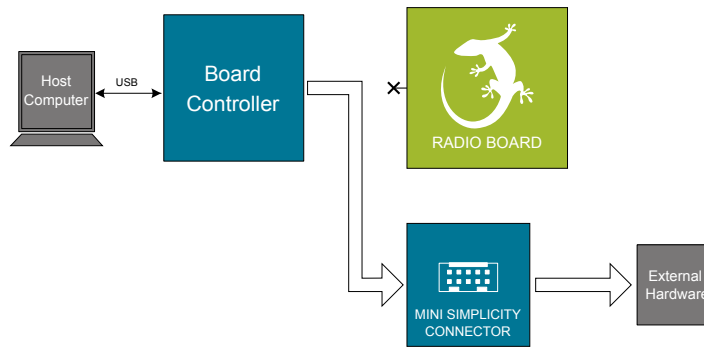 Host
Computer
USB
Board
Controller
RADIO BOARD
MINI SIMPLICITY
CONNECTOR
External
Hardware